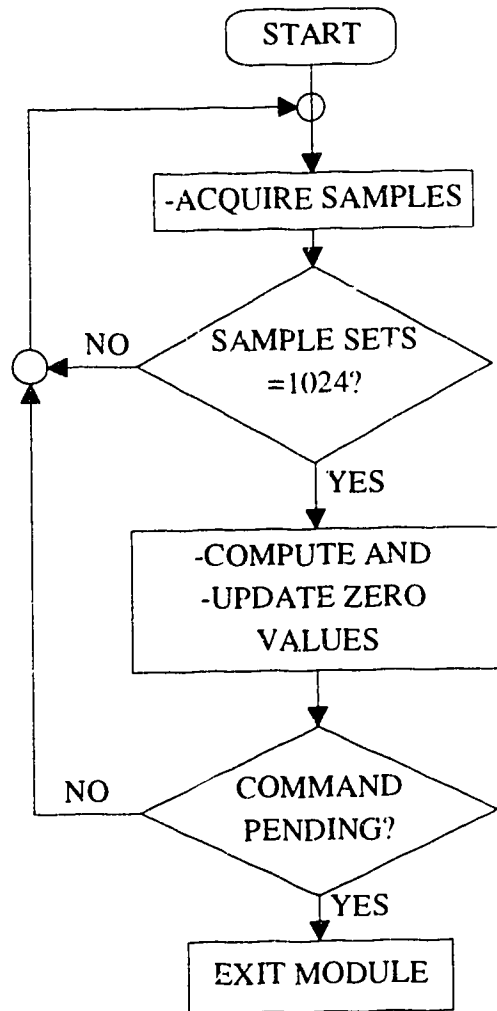 START
-ACQUIRE SAMPLES
SAMPLE SETS
=1024?
NO
YES
-COMPUTE AND
-UPDATE ZERO
VALUES
COMMAND
PENDING?
NO
YES
EXIT MODULE